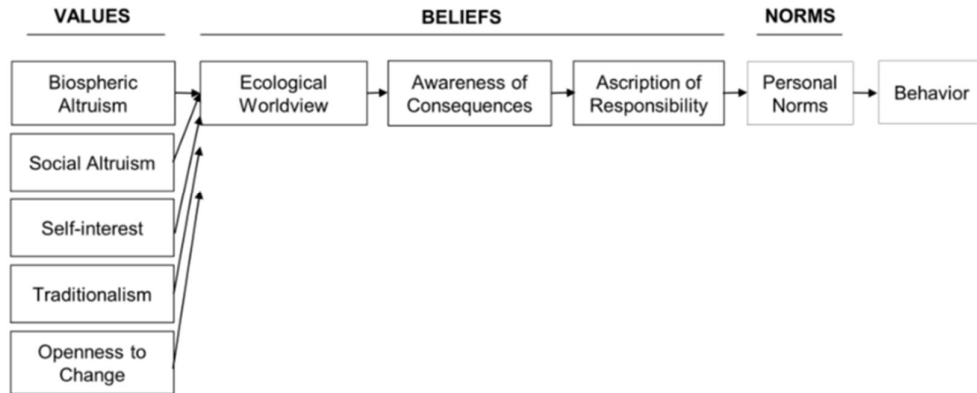 VALUES
BELIEFS
NORMS
Biospheric
Altruism
Ecological
Worldview
Awareness of
Consequences
Ascription of
Responsibility
Personal
Norms
Behavior
Social Altruism
Self-interest
Traditionalism
Openness to
Change